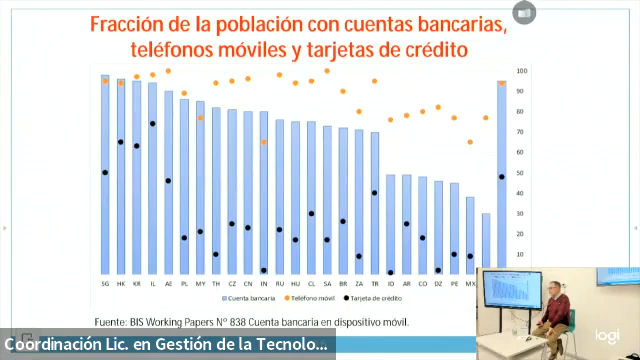 Fracción de la población con cuentas bancarias,
teléfonos móviles y tarjetas de crédito
100
90
80
70
60
50
40
30
20
10
SG HK KR IL AE PL MY TH CZ CN IN RU HU CL SA BR ZA TR ID AR CO DZ PE MX
Cuenta bancaria Teléfono móvil Tarjeta de crédito
Fuente: BIS Working Papers Nº 838 Cuenta bancaria en dispositivo móvil.
Coordinación Lic. en Gestión de la Tecnolo...
logi